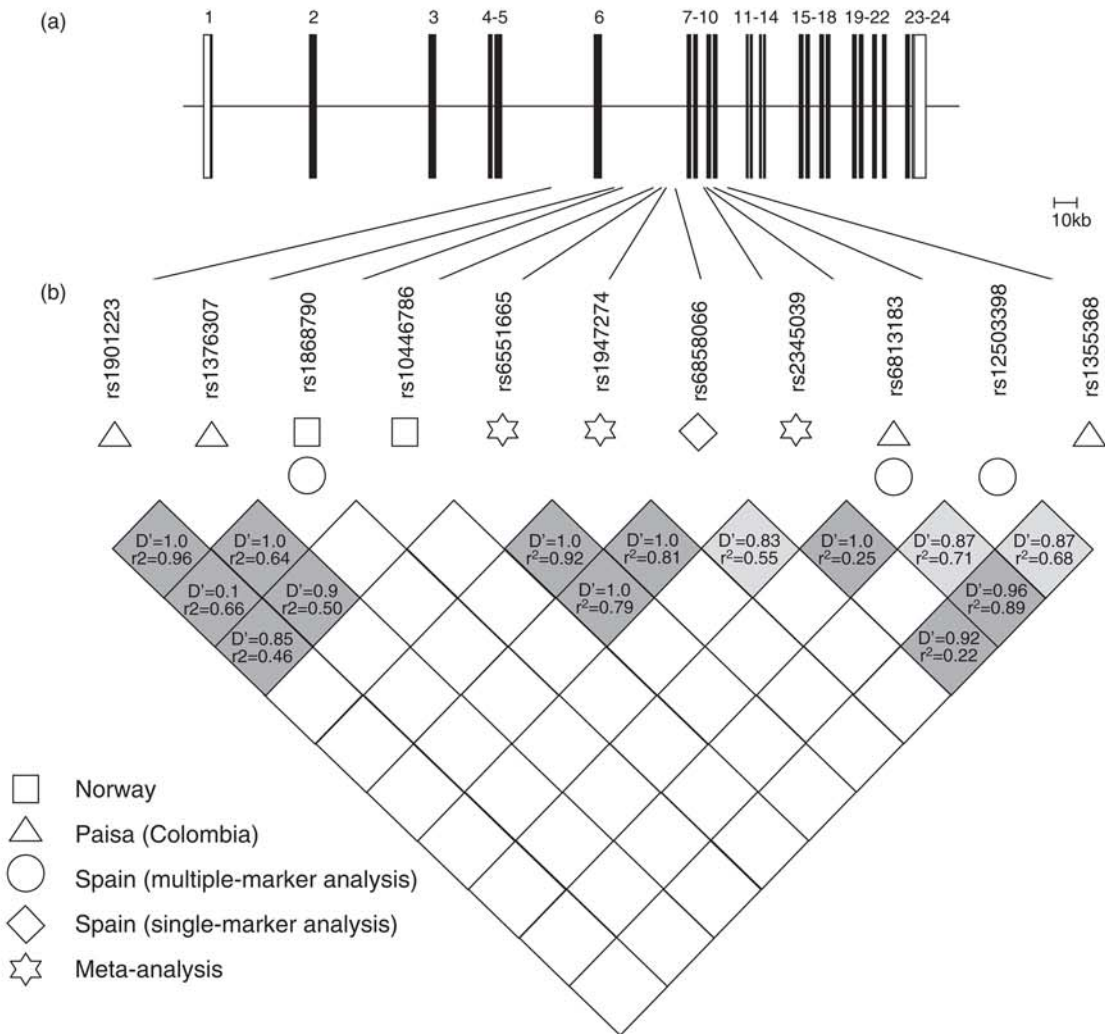 (a)
1 2 3 4-5 6 7-10 11-14 15-18 19-22 23-24
10kb
(b)
rs1901223
rs1376307
rs1868790
rs10446786
rs6551665
rs1947274
rs6858066
rs2345039
rs6813183
rs12503398
rs1355368
D'=1.0
r2=0.96
D'=1.0
r2=0.64
D'=1.0
r²=0.92
D'=1.0
r²=0.81
D'=0.83
r²=0.55
D'=1.0
r²=0.25
D'=0.87
r²=0.71
D'=0.87
r²=0.68
D'=0.1
r2=0.66
D'=0.9
r2=0.50
D'=1.0
r²=0.79
D'=0.96
r²=0.89
D'=0.85
r2=0.46
D'=0.92
r²=0.22
Norway
Paisa (Colombia)
Spain (multiple-marker analysis)
Spain (single-marker analysis)
Meta-analysis